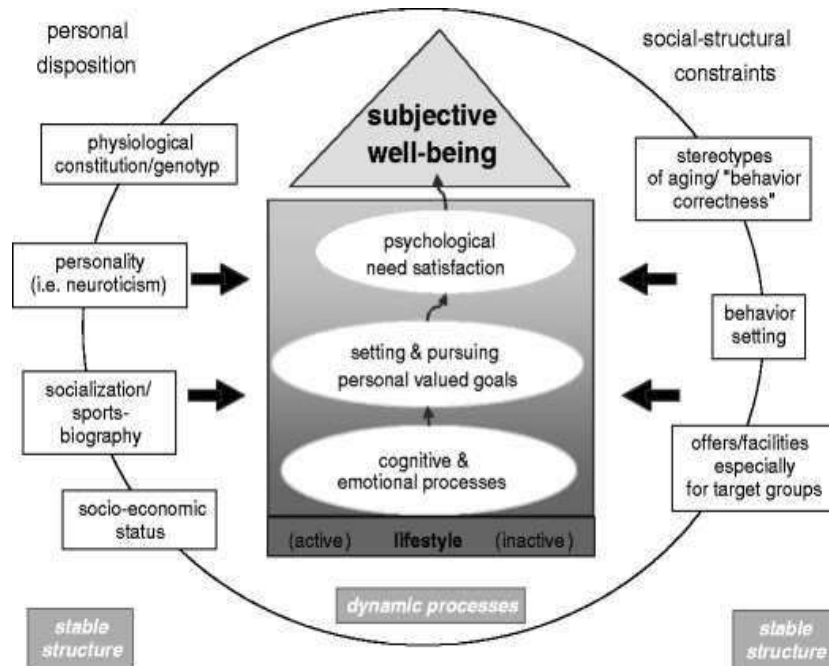 personal
disposition
social-structural
constraints
subjective
well-being
physiological
constitution/genotyp
stereotypes
of aging/ "behavior
correctness"
psychological
need satisfaction
personality
(i.e. neuroticism)
behavior
setting
setting & pursuing
personal valued goals
socialization/
sports-
biography
offers/facilities
especially
for target groups
cognitive &
emotional processes
socio-economic
status
(active) lifestyle (inactive)
dynamic processes
stable
structure
stable
structure